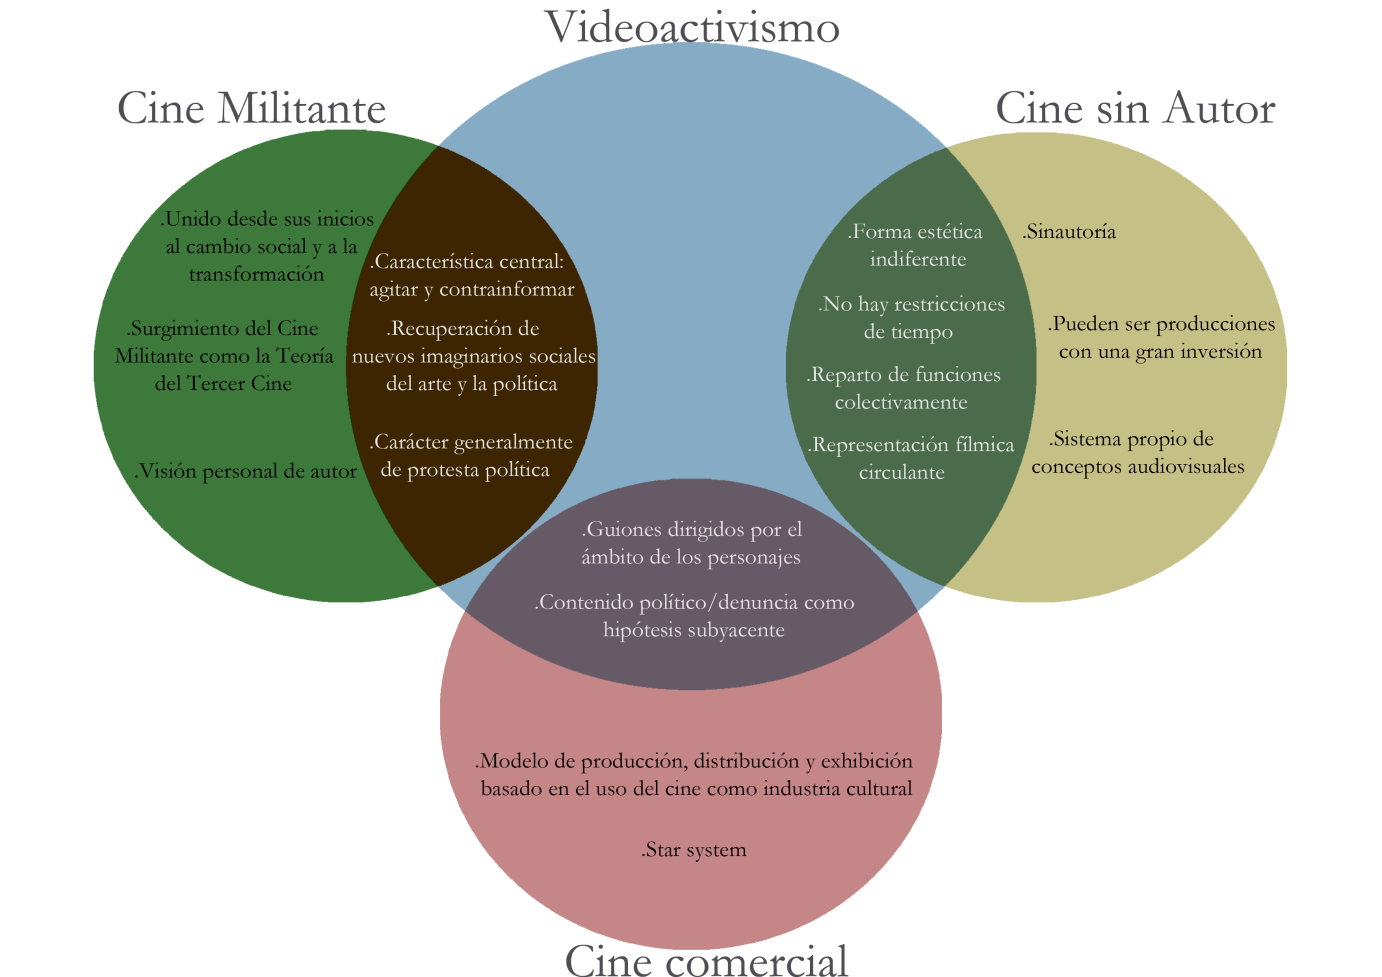 Videoactivismo
Cine Militante
.Unido desde sus inicios
al cambio social y a la
transformación
.Surgimiento del Cine
Militante como la Teoría
del Tercer Cine
.Visión personal de autor
.Característica central:
agitar y contrainformar
.Recuperación de
nuevos imaginarios sociales
del arte y la política
.Carácter generalmente
de protesta política
Cine sin Autor
.Forma estética
indiferente
.No hay restricciones
de tiempo
.Reparto de funciones
colectivamente
.Representación fílmica
circulante
.Sinautoría
.Pueden ser producciones
con una gran inversión
.Sistema propio de
conceptos audiovisuales
.Guiones dirigidos por el
ámbito de los personajes
.Contenido político/denuncia como
hipótesis subyacente
.Modelo de producción, distribución y exhibición
basado en el uso del cine como industria cultural
.Star system
Cine comercial